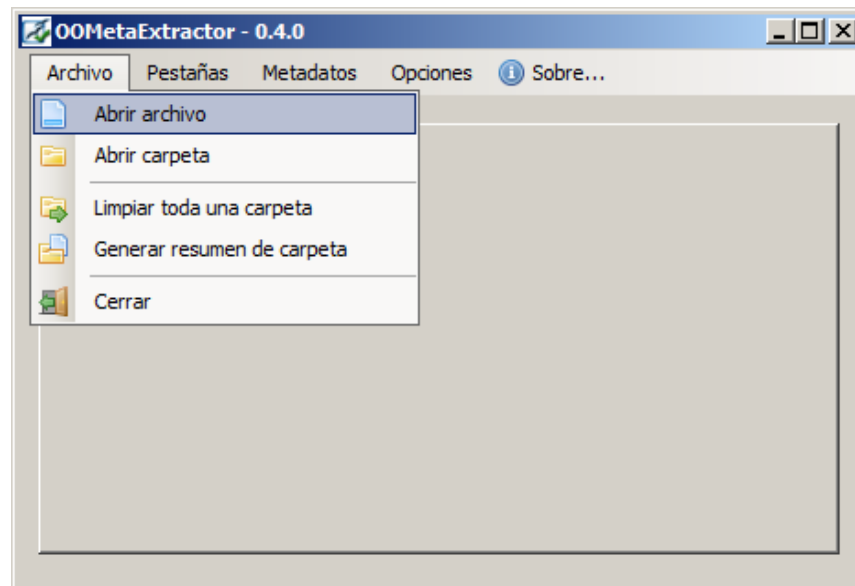 OOMetaExtractor - 0.4.0
Archivo Pestañas Metadatos Opciones Sobre...
Abrir archivo
Abrir carpeta
Limpiar toda una carpeta
Generar resumen de carpeta
Cerrar